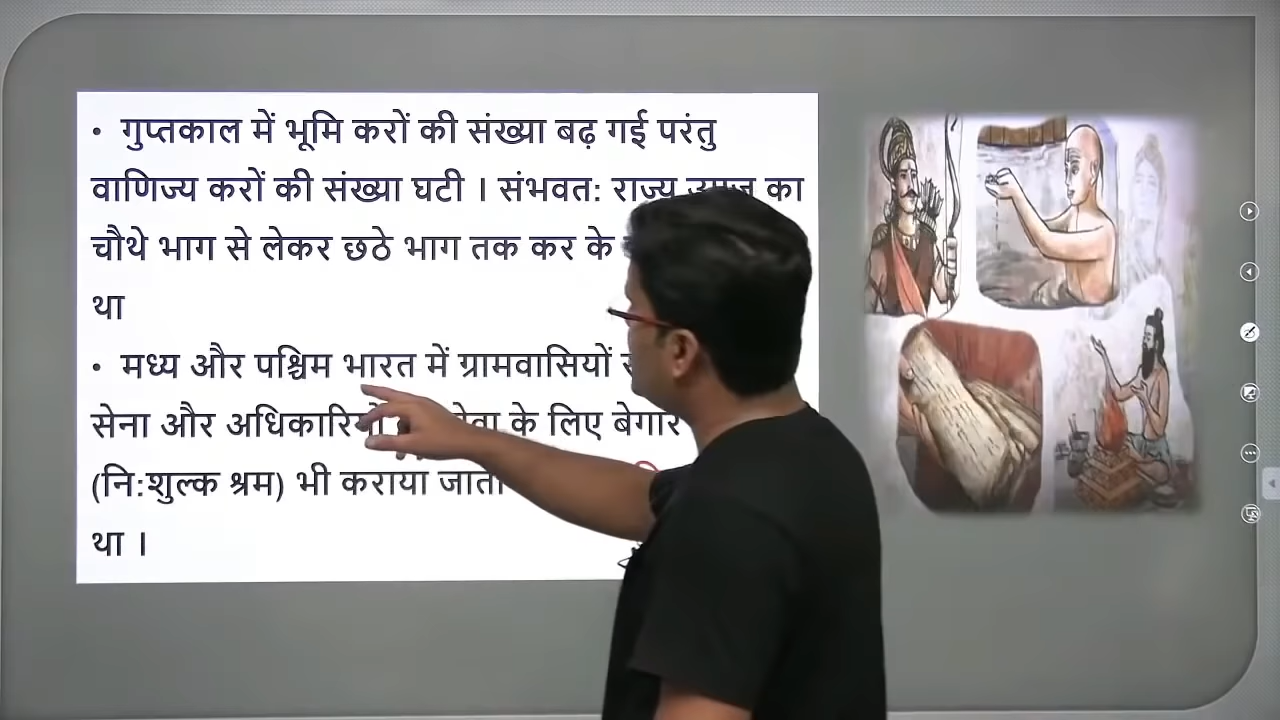 • गुप्तकाल में भूमि करों की संख्या बढ़ गई परंतु
वाणिज्य करों की संख्या घटी । संभवत: राज्य का
चौथे भाग से लेकर छठे भाग तक कर के
था
• मध्य और पश्चिम भारत में ग्रामवासियों
सेना और के लिए बेगार
(नि:शुल्क श्रम) भी कराया जाता
था ।